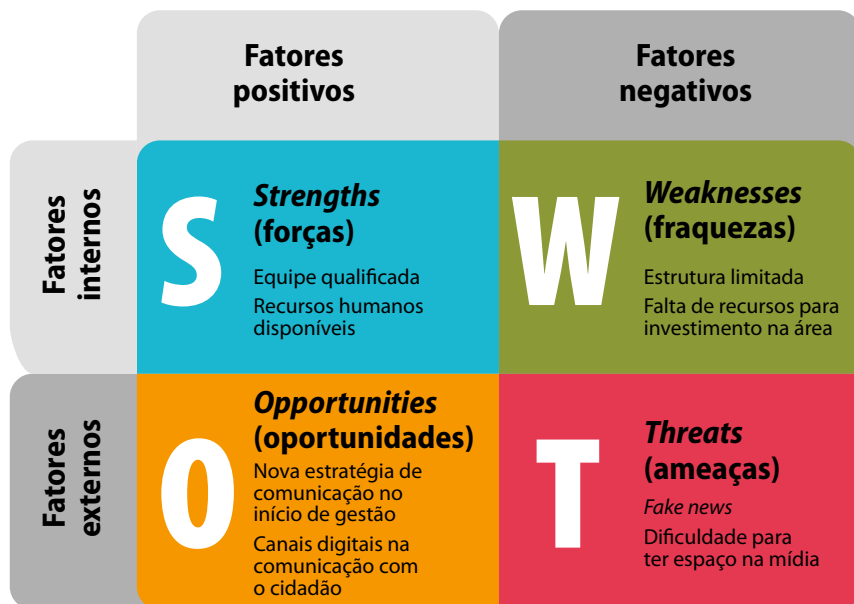 Fatores
positivos
Fatores
negativos
Fatores
internos
S
Strengths
(forças)
Equipe qualificada
Recursos humanos
disponíveis
W
Weaknesses
(fraquezas)
Estrutura limitada
Falta de recursos para
investimento na área
Fatores
externos
O
Opportunities
(oportunidades)
Nova estratégia de
comunicação no
início de gestão
Canais digitais na
comunicação com
o cidadão
T
Threats
(ameaças)
Fake news
Dificuldade para
ter espaço na mídia